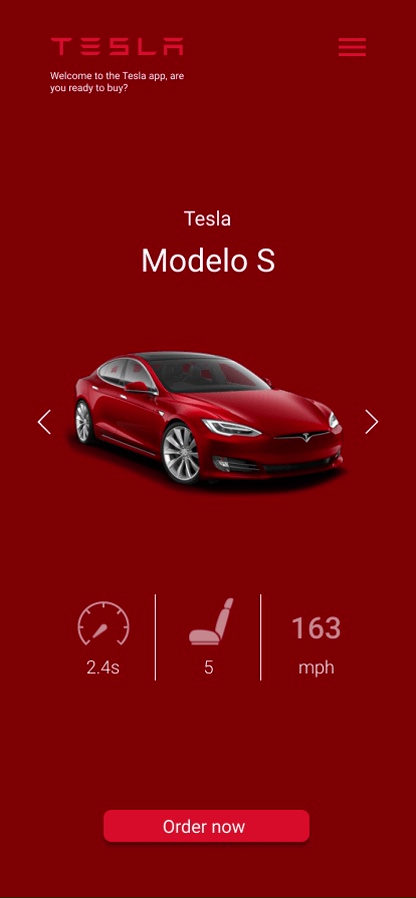 TESLA
Welcome to the Tesla app, are
you ready to buy?
Tesla
Modelo S
163
2.4s
5
mph
Order now